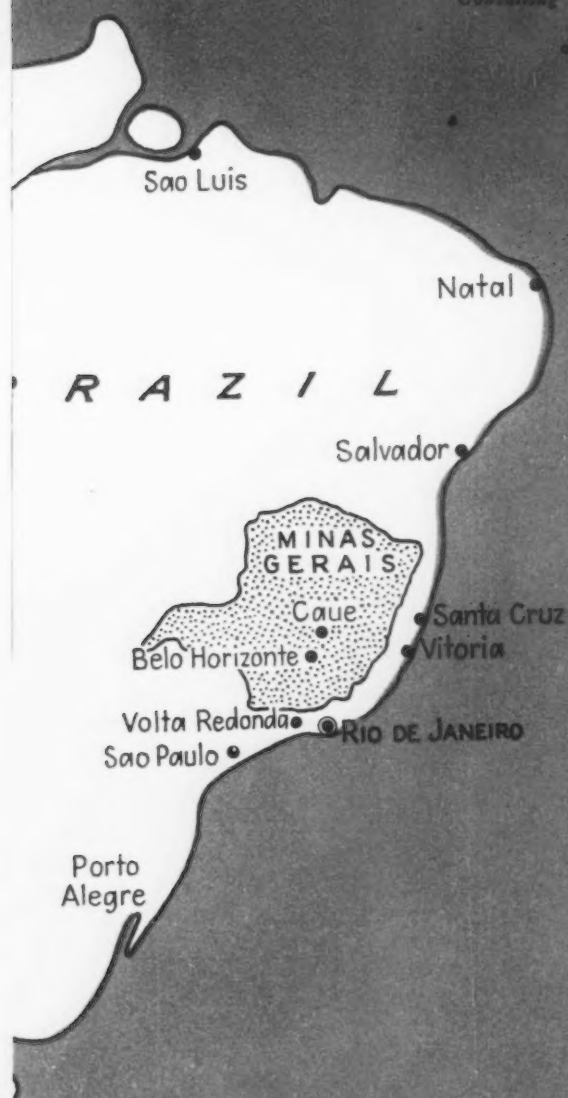 Sao Luis
Natal
RAZIL
Salvador
MINAS
GERAIS
Caue
Santa Cruz
Belo Horizonte
Vitoria
Volta Redonda
RIO DE JANEIRO
Sao Paulo
Porto
Alegre